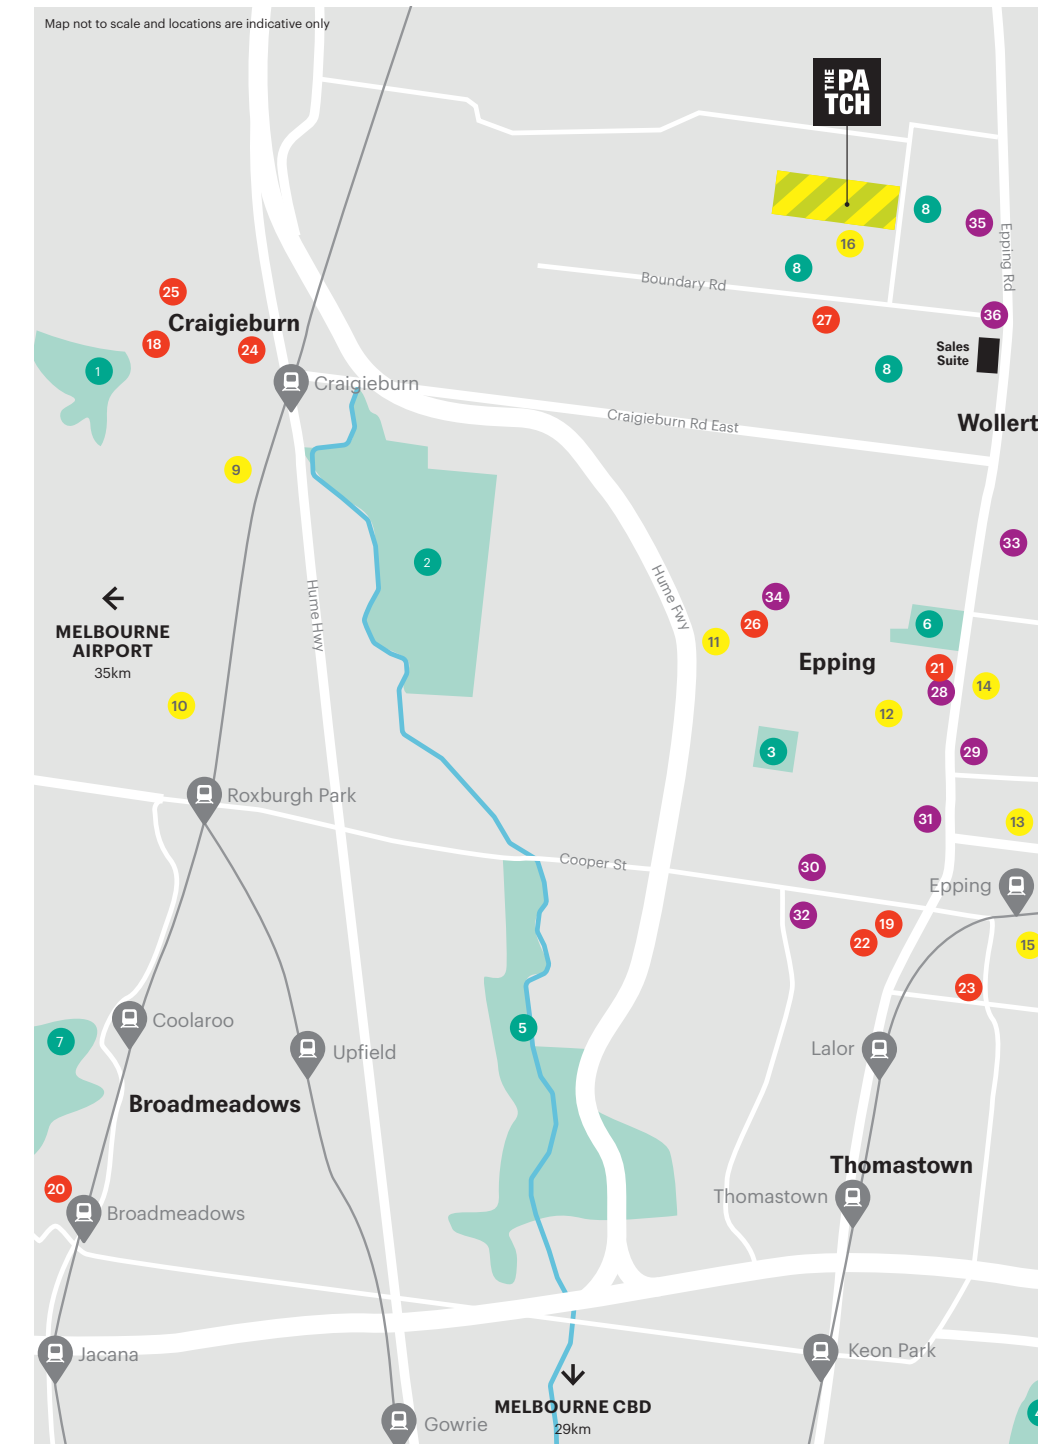 Map not to scale and locations are indicative only
THE PA
TCH
8
35
16
Epping Rd
8
Boundary Rd
25
27
36
Craigieburn
18
24
Sales
Suite
1
8
Craigieburn
Craigieburn Rd East
Wollert
9
33
2
Hume Hwy
Hume Fwy
34
MELBOURNE
AIRPORT
35km
26
6
11
Epping
21
14
28
10
12
3
29
Roxburgh Park
31
13
Cooper St
30
Epping
32
19
22
15
23
Coolaroo
5
7
Upfield
Lalor
Broadmeadows
Thomastown
20
Thomastown
Broadmeadows
Jacana
Keon Park
MELBOURNE CBD
29km
Gowrie
4